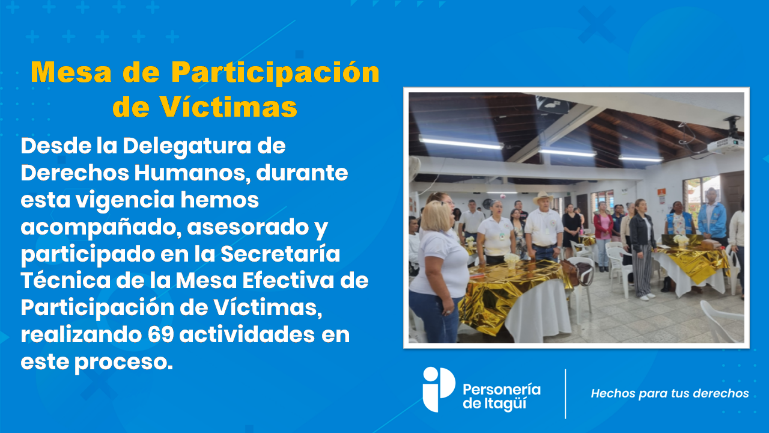 Mesa de Participación
de Víctimas
Desde la Delegatura de
Derechos Humanos, durante
esta vigencia hemos
acompañado, asesorado y
participado en la Secretaría
Técnica de la Mesa Efectiva de
Participación de Víctimas,
realizando 69 actividades en
este proceso.
Personería
de Itagüí
Hechos para tus derechos